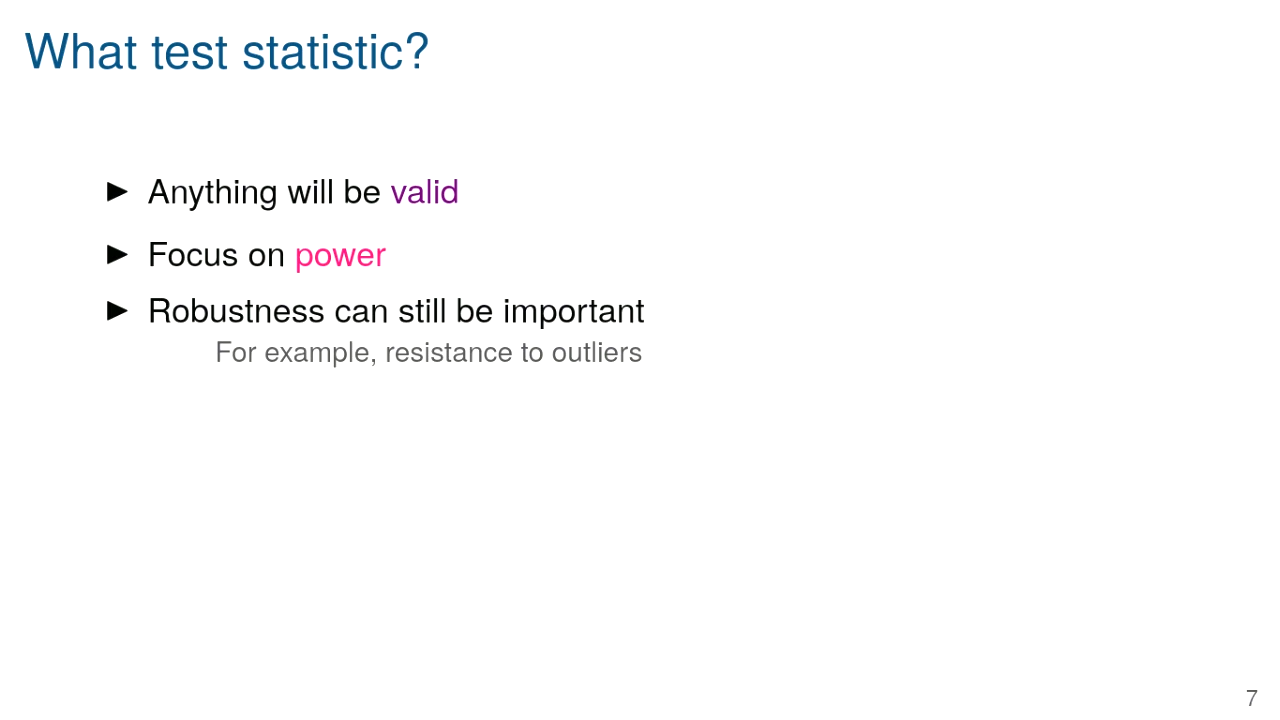 What test statistic?
▶ Anything will be valid
▶ Focus on power
▶ Robustness can still be important
For example, resistance to outliers
7